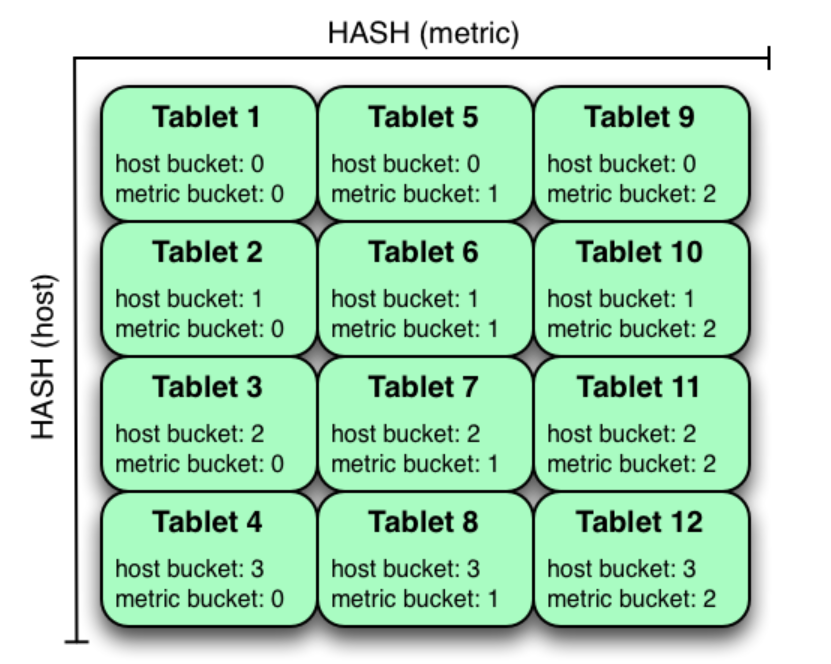 HASH (metric)
HASH (host)
Tablet 1
host bucket: 0
metric bucket: 0
Tablet 5
host bucket: 0
metric bucket: 1
Tablet 9
host bucket: 0
metric bucket: 2
Tablet 2
host bucket: 1
metric bucket: 0
Tablet 6
host bucket: 1
metric bucket: 1
Tablet 10
host bucket: 1
metric bucket: 2
Tablet 3
host bucket: 2
metric bucket: 0
Tablet 7
host bucket: 2
metric bucket: 1
Tablet 11
host bucket: 2
metric bucket: 2
Tablet 4
host bucket: 3
metric bucket: 0
Tablet 8
host bucket: 3
metric bucket: 1
Tablet 12
host bucket: 3
metric bucket: 2